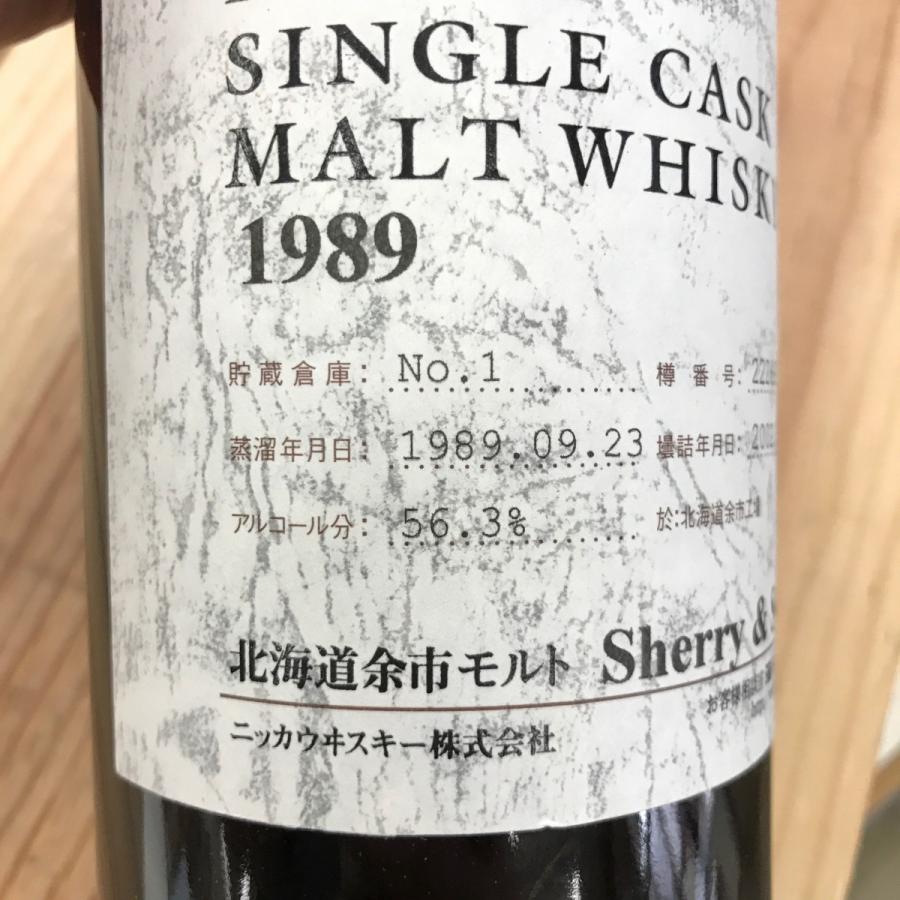 SINGLE CASK
MALT WHISKY
1989
貯蔵倉庫: No.1 樽番号:
蒸溜年月日: 1989.09.23 壜詰年月日:
アルコール分: 56.3% 於:北海道余市工場
北海道余市モルト Sherry &
ニッカウヰスキー株式会社